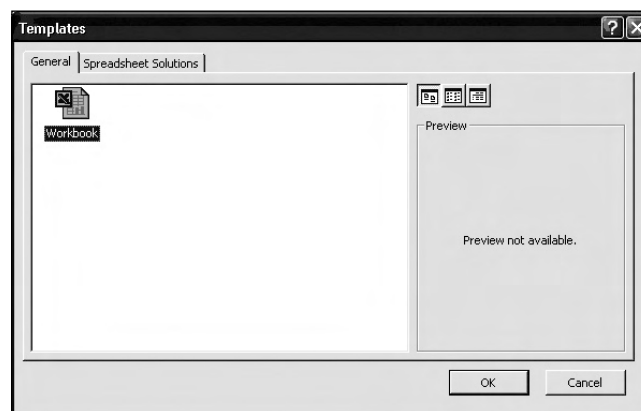 Templates
General Spreadsheet Solutions
Workbook
Preview
Preview not available.
OK Cancel